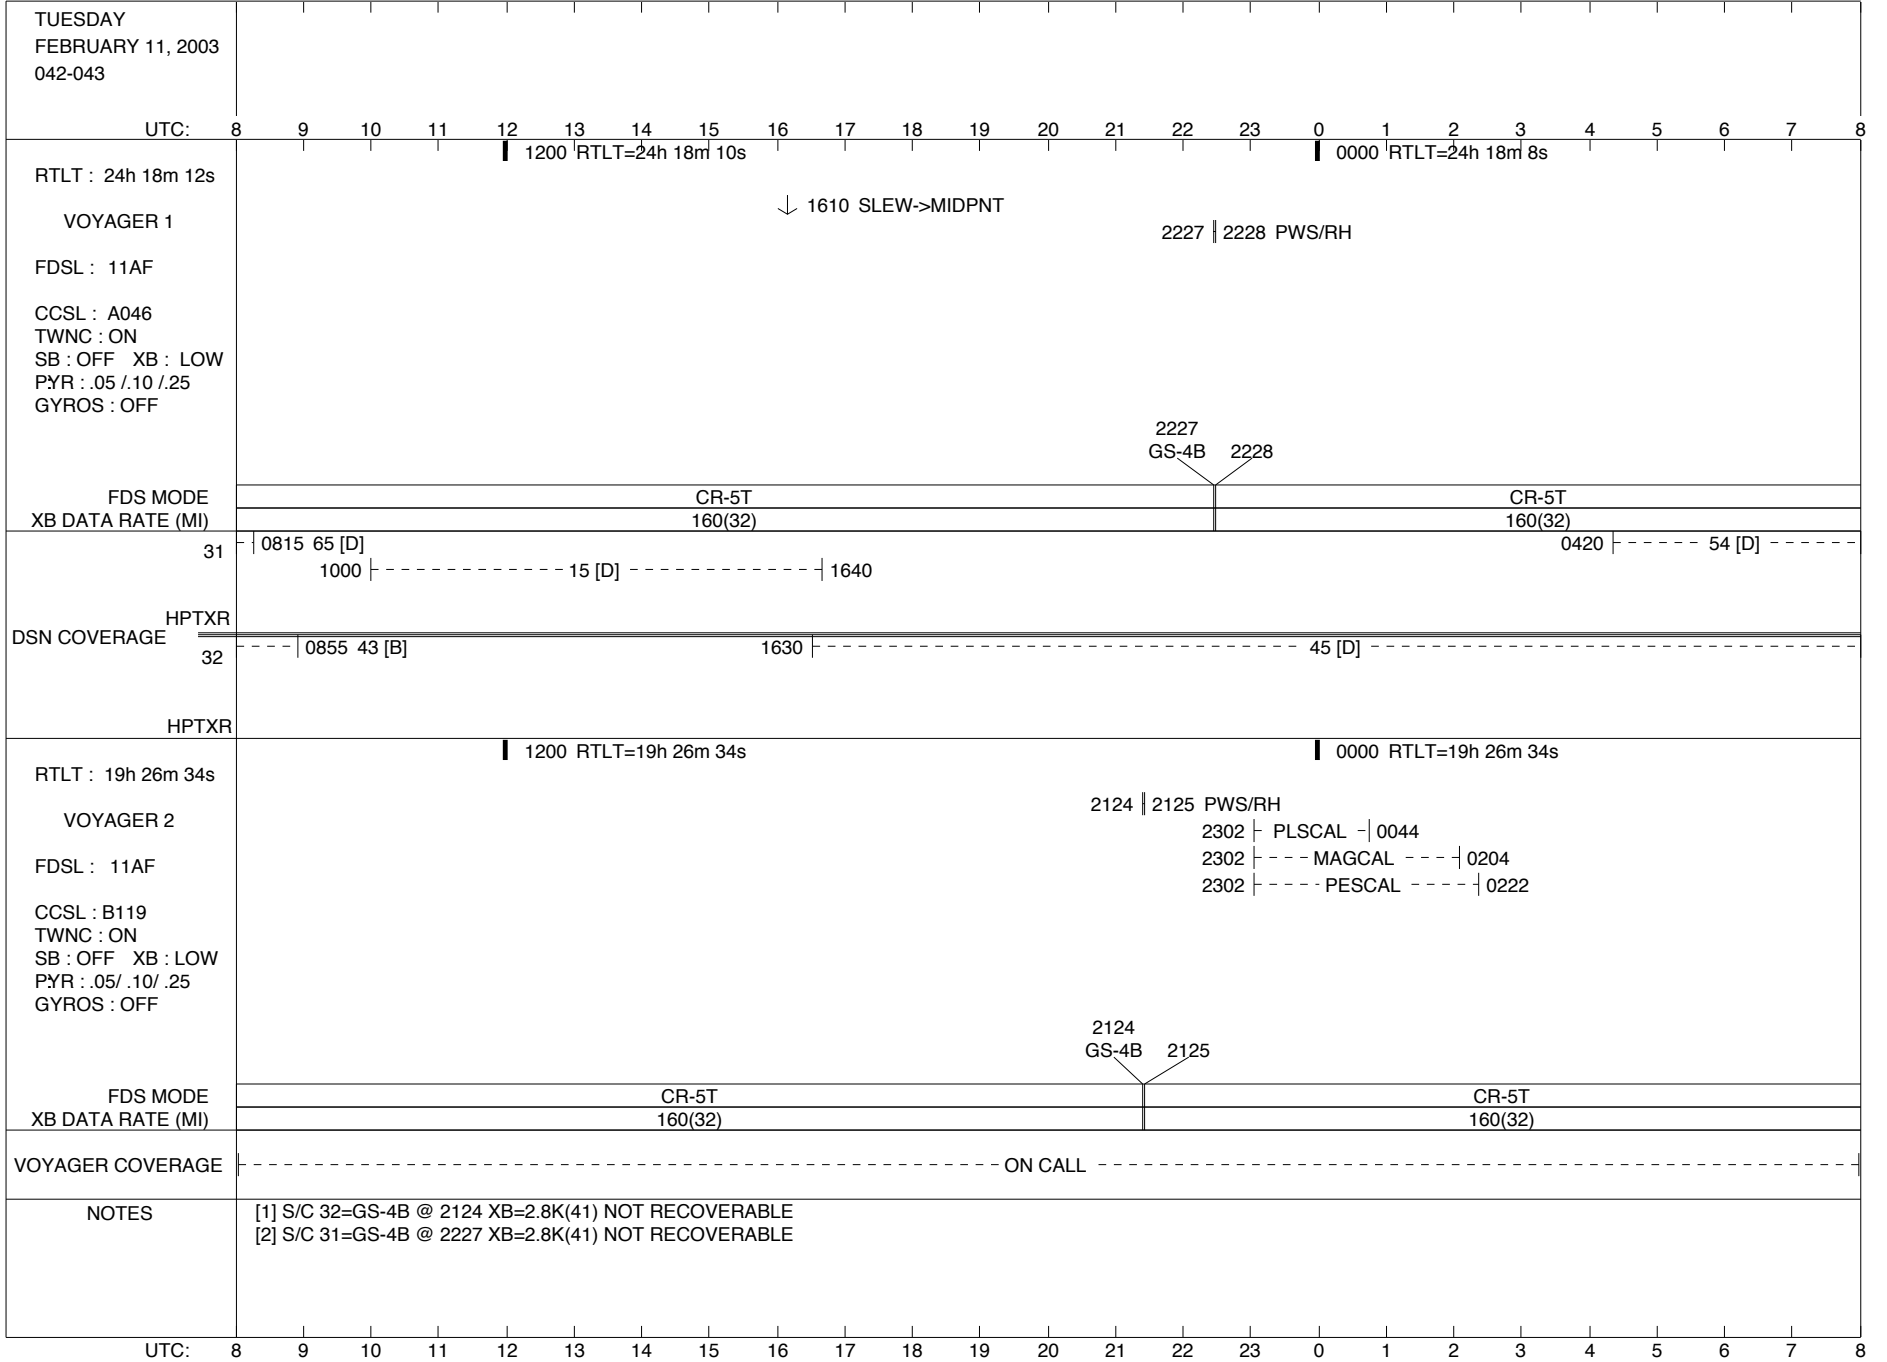 TUESDAY
FEBRUARY 11, 2003
042-043
UTC: 8 9 10 11 12 13 14 15 16 17 18 19 20 21 22 23 0 1 2 3 4 5 6 7 8
1200 RTLT=24h 18m 10s 0000 RTLT=24h 18m 8s
RTLT : 24h 18m 12s
1610 SLEW->MIDPNT
VOYAGER 1
2227 2228 PWS/RH
FDSL : 11AF
CCSL : A046
TWNC : ON
SB : OFF XB : LOW
P:YR : .05 /.10 /.25
GYROS : OFF
2227
GS-4B 2228
FDS MODE CR-5T CR-5T
XB DATA RATE (MI) 160(32) 160(32)
31 0815 65 [D] 0420 54 [D]
1000 15 [D] 1640
HPTXR
DSN COVERAGE
32 0855 43 [B] 1630 45 [D]
HPTXR
1200 RTLT=19h 26m 34s 0000 RTLT=19h 26m 34s
RTLT : 19h 26m 34s
2124 2125 PWS/RH
VOYAGER 2
2302 PLSCAL 0044
2302 MAGCAL 0204
FDSL : 11AF
2302 PESCAL 0222
CCSL : B119
TWNC : ON
SB : OFF XB : LOW
P:YR : .05/ .10/ .25
GYROS : OFF
2124
GS-4B 2125
FDS MODE CR-5T CR-5T
XB DATA RATE (MI) 160(32) 160(32)
VOYAGER COVERAGE ON CALL
NOTES [1] S/C 32=GS-4B @ 2124 XB=2.8K(41) NOT RECOVERABLE
[2] S/C 31=GS-4B @ 2227 XB=2.8K(41) NOT RECOVERABLE
UTC: 8 9 10 11 12 13 14 15 16 17 18 19 20 21 22 23 0 1 2 3 4 5 6 7 8